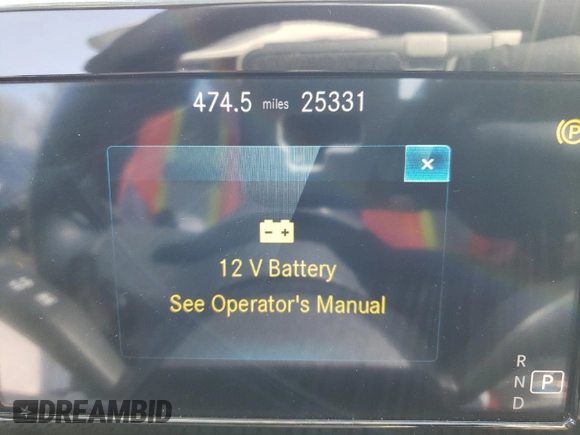 474.5 miles 25331
12 V Battery
See Operator's Manual
R
N P
D
DREAMBID